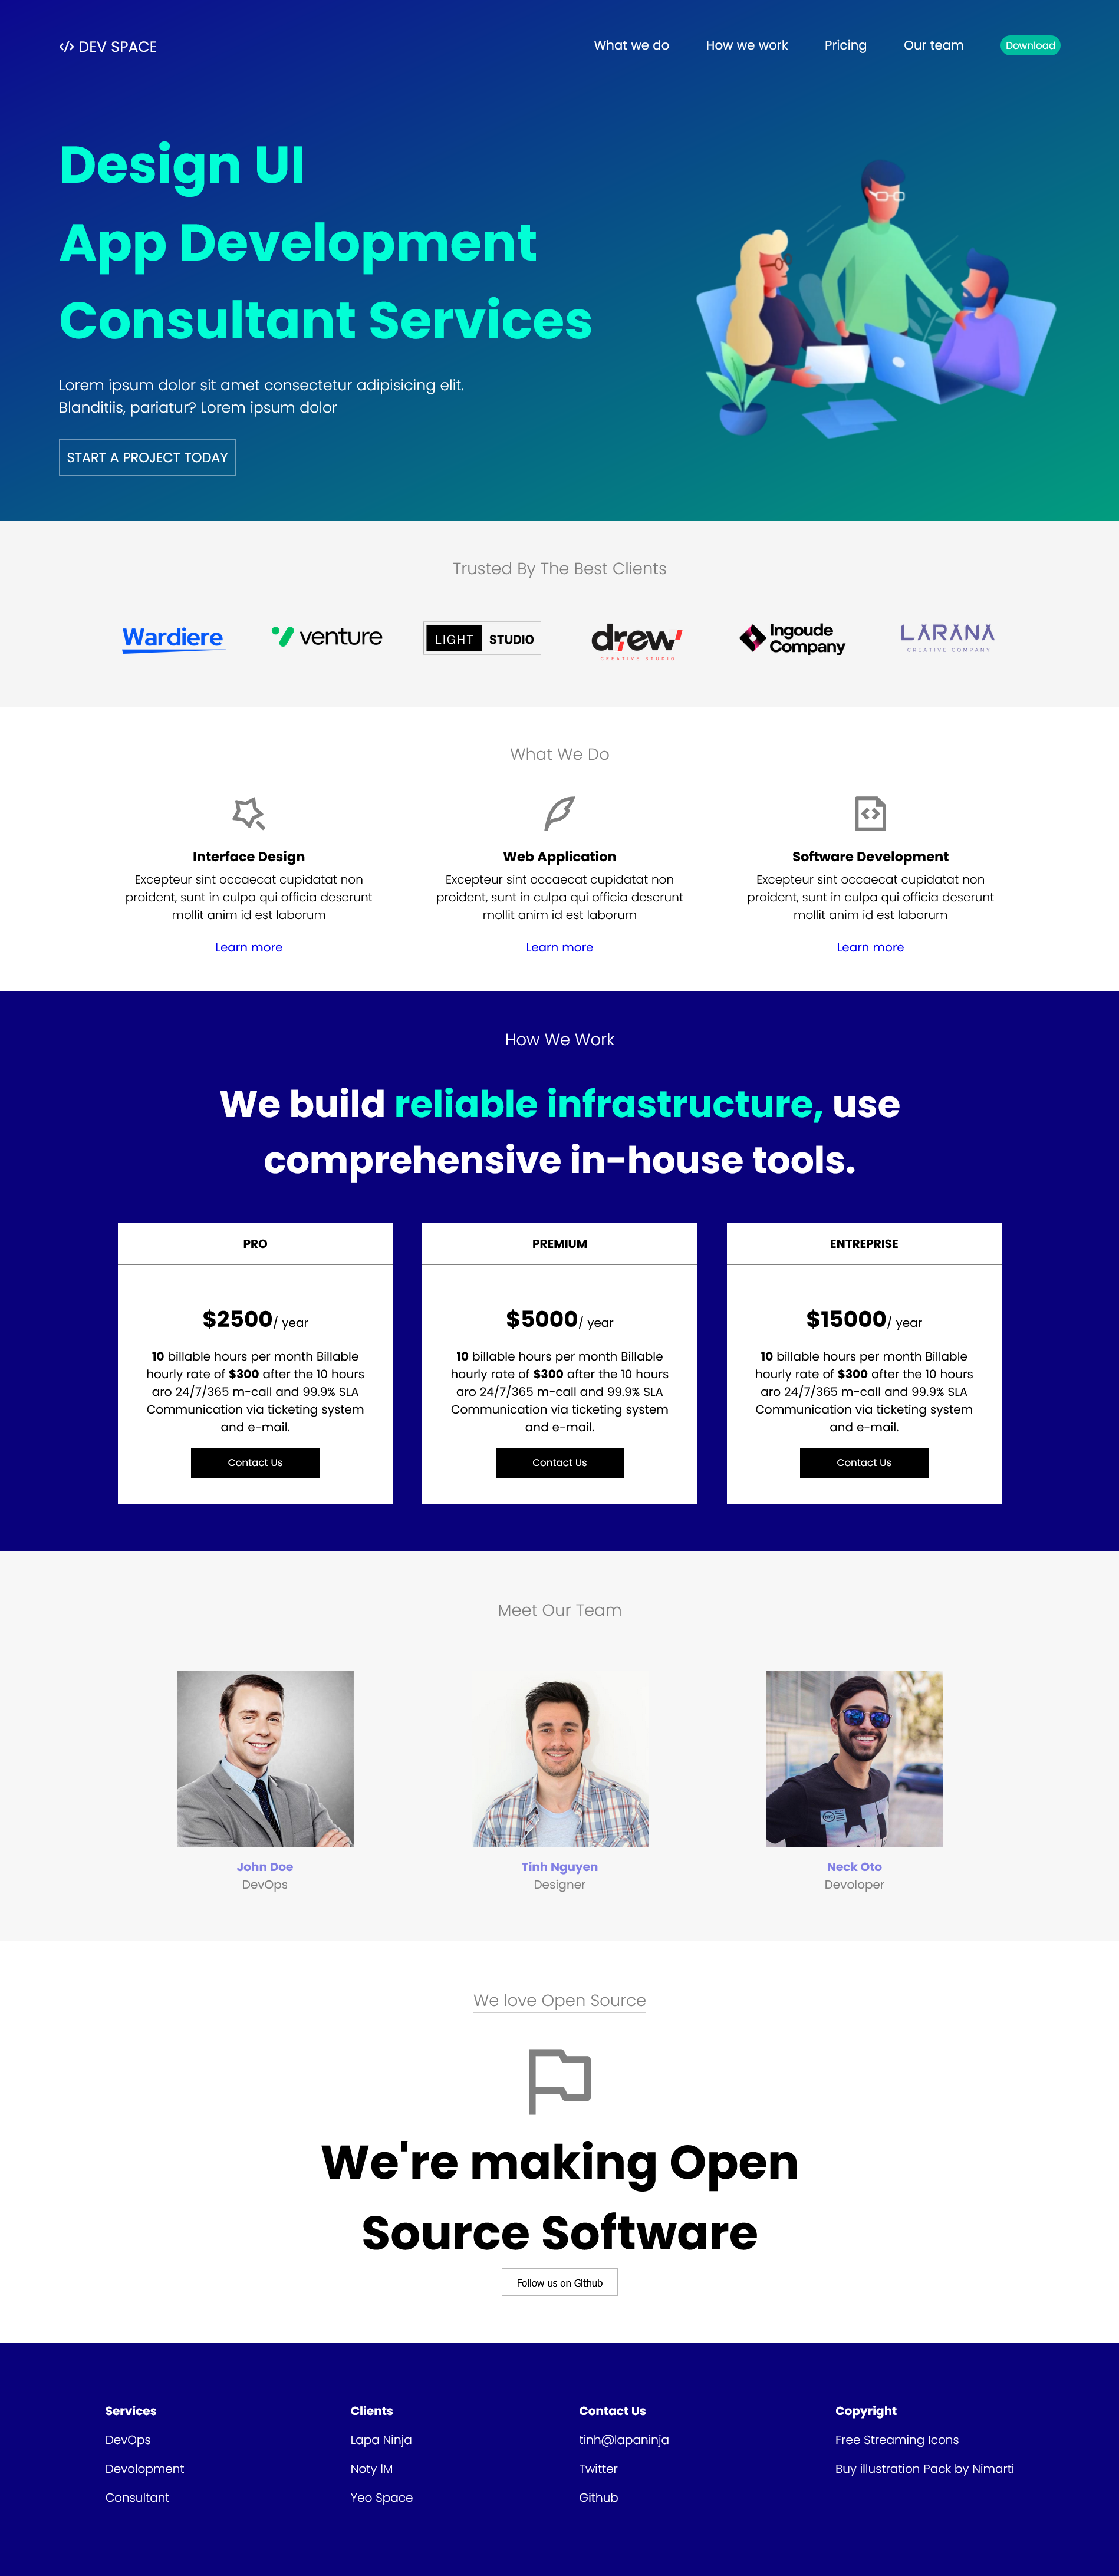 </> DEV SPACE
What we do
How we work
Pricing
Our team
Download
Design UI
App Development
Consultant Services
Lorem ipsum dolor sit amet consectetur adipisicing elit.
Blanditiis, pariatur? Lorem ipsum dolor
START A PROJECT TODAY
Trusted By The Best Clients
Wardiere
venture
LIGHT STUDIO
drew
CREATIVE STUDIO
Ingoude
Company
LARANA
CREATIVE COMPANY
What We Do
Interface Design
Excepteur sint occaecat cupidatat non
proident, sunt in culpa qui officia deserunt
mollit anim id est laborum
Learn more
Web Application
Excepteur sint occaecat cupidatat non
proident, sunt in culpa qui officia deserunt
mollit anim id est laborum
Learn more
Software Development
Excepteur sint occaecat cupidatat non
proident, sunt in culpa qui officia deserunt
mollit anim id est laborum
Learn more
How We Work
We build reliable infrastructure, use
comprehensive in-house tools.
PRO
$2500/ year
10 billable hours per month Billable
hourly rate of $300 after the 10 hours
aro 24/7/365 m-call and 99.9% SLA
Communication via ticketing system
and e-mail.
Contact Us
PREMIUM
$5000/ year
10 billable hours per month Billable
hourly rate of $300 after the 10 hours
aro 24/7/365 m-call and 99.9% SLA
Communication via ticketing system
and e-mail.
Contact Us
ENTREPRISE
$15000/ year
10 billable hours per month Billable
hourly rate of $300 after the 10 hours
aro 24/7/365 m-call and 99.9% SLA
Communication via ticketing system
and e-mail.
Contact Us
Meet Our Team
John Doe
DevOps
Tinh Nguyen
Designer
Neck Oto
Devoloper
We love Open Source
We're making Open
Source Software
Follow us on Github
Services
DevOps
Devolopment
Consultant
Clients
Lapa Ninja
Noty IM
Yeo Space
Contact Us
tinh@lapaninja
Twitter
Github
Copyright
Free Streaming Icons
Buy illustration Pack by Nimarti